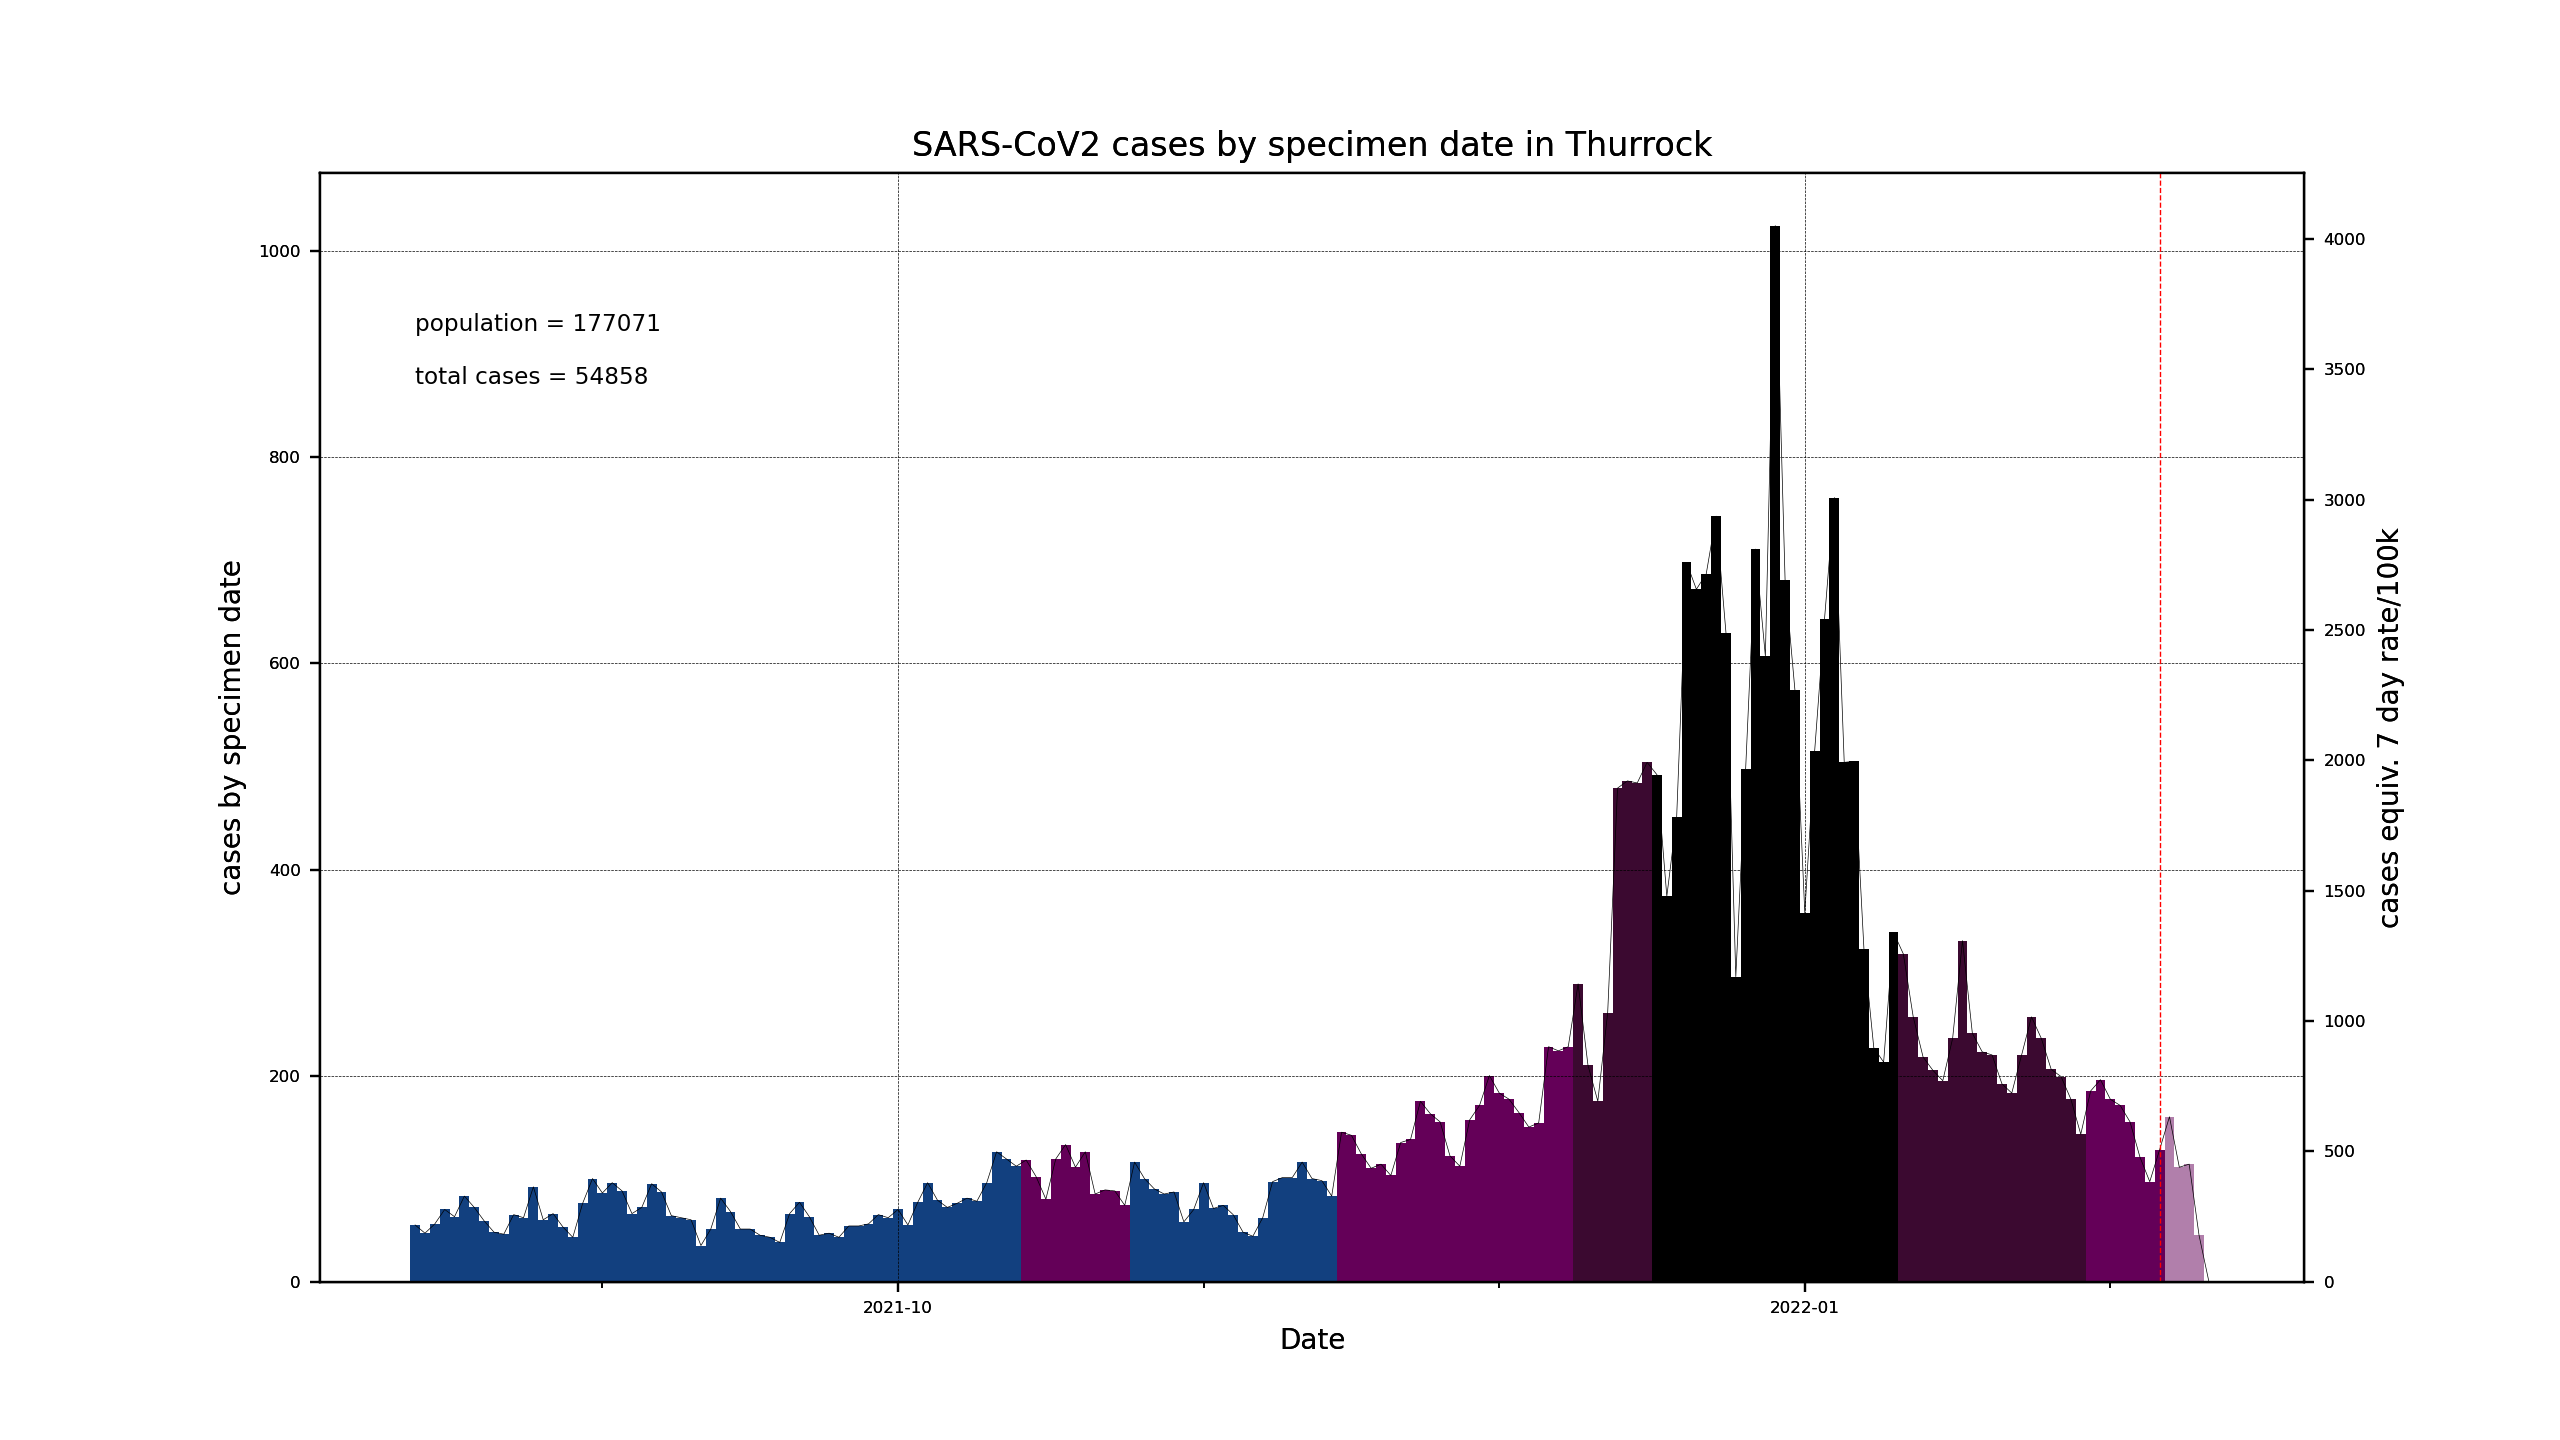 SARS-CoV2 cases by specimen date in Thurrock
population = 177071
total cases = 54858
cases by specimen date
1000
800
600
400
200
0
4000
3500
3000
2500
2000
1500
1000
500
0
cases equiv. 7 day rate/100k
2021-10
2022-01
Date